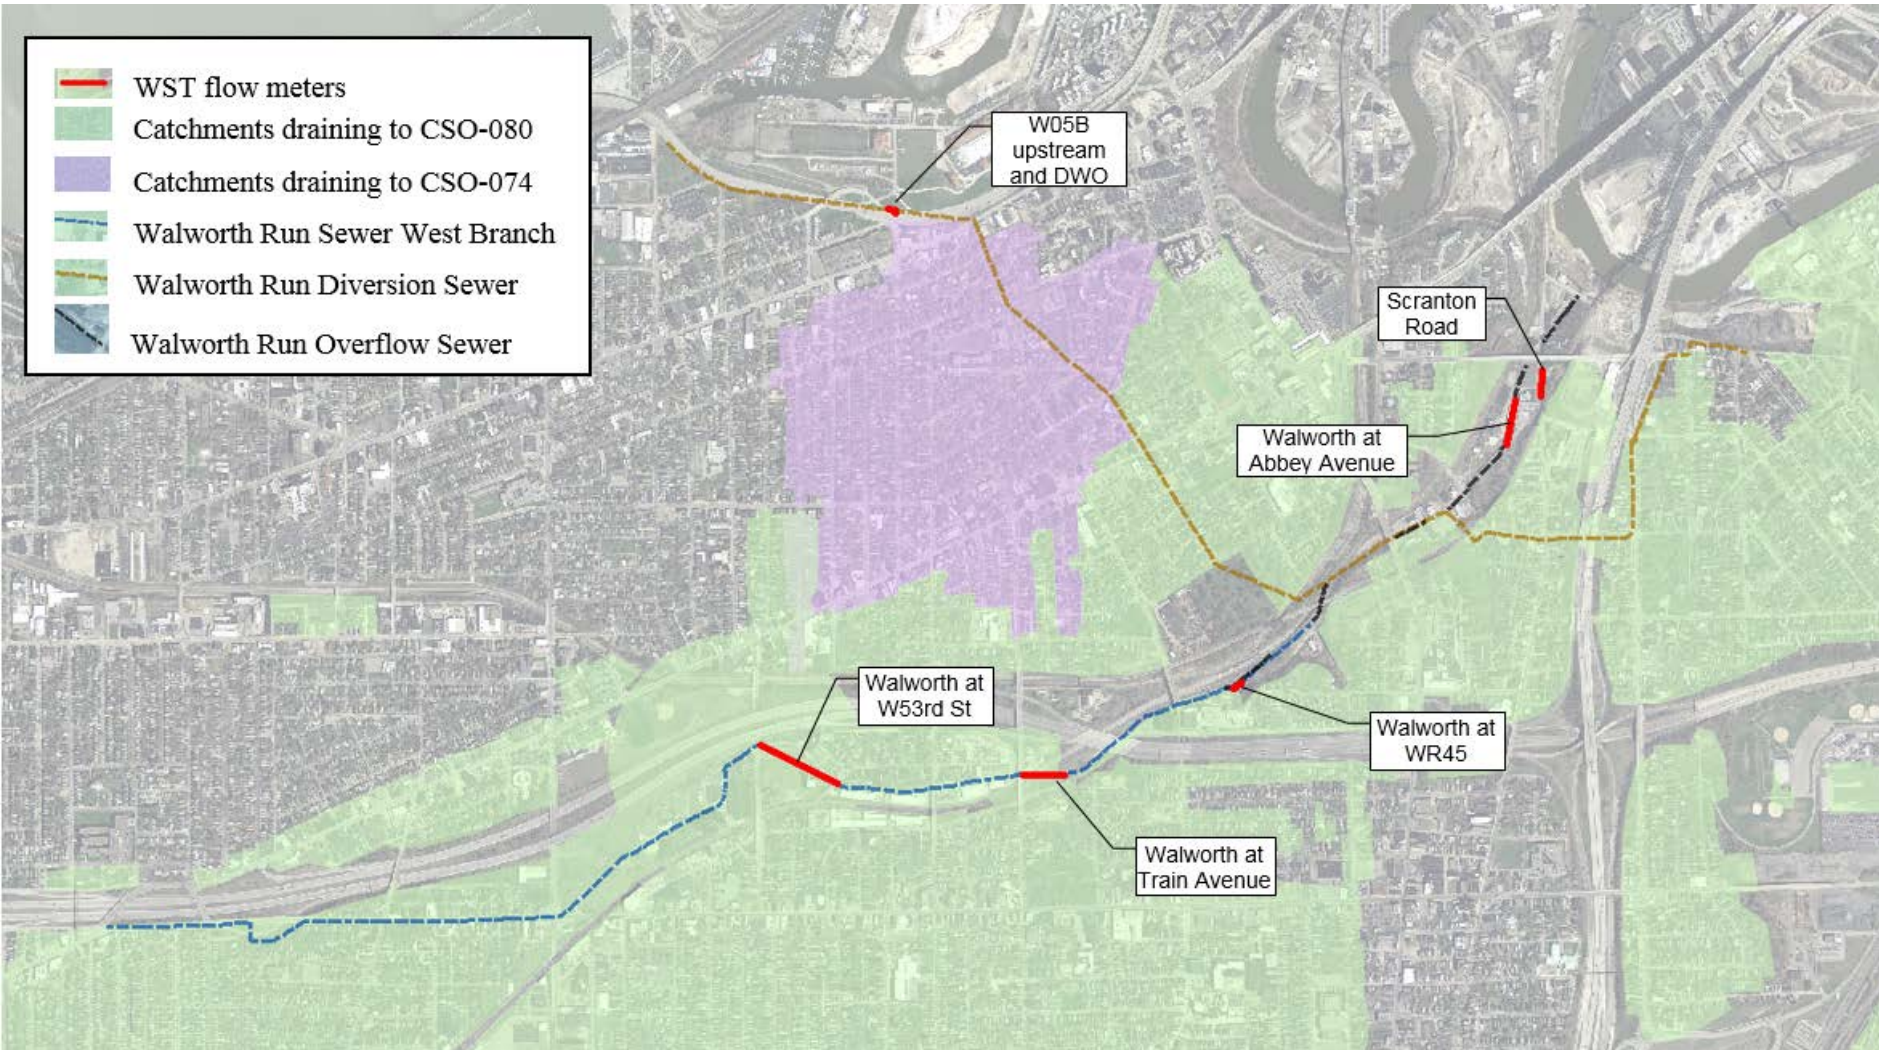 WST flow meters
Catchments draining to CSO-080
Catchments draining to CSO-074
Walworth Run Sewer West Branch
Walworth Run Diversion Sewer
Walworth Run Overflow Sewer
W05B
upstream
and DWO
Scranton
Road
Walworth at
Abbey Avenue
Walworth at
W53rd St
Walworth at
WR45
Walworth at
Train Avenue